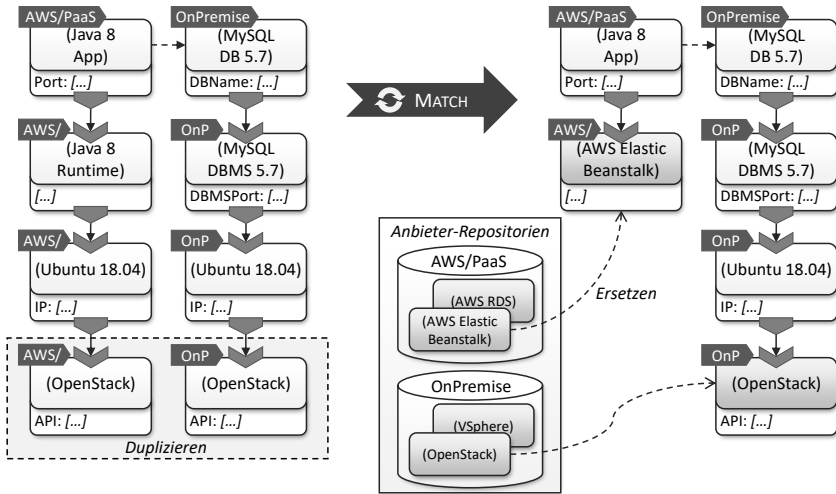 AWS/PaaS
(Java 8
App)
Port: [...]
OnPremise
(MySQL
DB 5.7)
DBName: [...]
AWS/
(Java 8
Runtime)
[...]
OnP
(MySQL
DBMS 5.7)
DBMSPort: [...]
AWS/
(Ubuntu 18.04)
IP: [...]
OnP
(Ubuntu 18.04)
IP: [...]
AWS/
(OpenStack)
API: [...]
OnP
(OpenStack)
API: [...]
Duplizieren
MATCH
Anbieter-Repositorien
AWS/PaaS
(AWS RDS)
(AWS Elastic
Beanstalk)
OnPremise
(VSphere)
(OpenStack)
Ersetzen
AWS/PaaS
(Java 8
App)
Port: [...]
OnPremise
(MySQL
DB 5.7)
DBName: [...]
AWS/
(AWS Elastic
Beanstalk)
[...]
OnP
(MySQL
DBMS 5.7)
DBMSPort: [...]
OnP
(Ubuntu 18.04)
IP: [...]
OnP
(OpenStack)
API: [...]